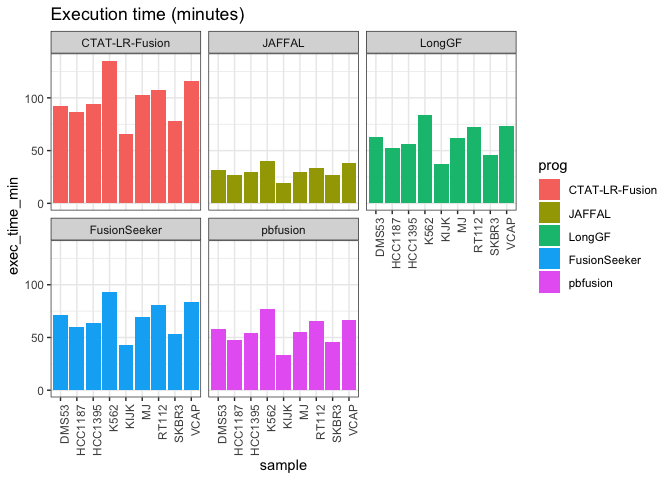 Execution time (minutes)
CTAT-LR-Fusion
JAFFAL
LongGF
100
50
0
DMS53
HCC1187
HCC1395
K562
KIJK
MJ
RT112
SKBR3
VCAP
FusionSeeker
pbfusion
100
50
0
DMS53
HCC1187
HCC1395
K562
KIJK
MJ
RT112
SKBR3
VCAP
DMS53
HCC1187
HCC1395
K562
KIJK
MJ
RT112
SKBR3
VCAP
exec_time_min
sample
prog
CTAT-LR-Fusion
JAFFAL
LongGF
FusionSeeker
pbfusion